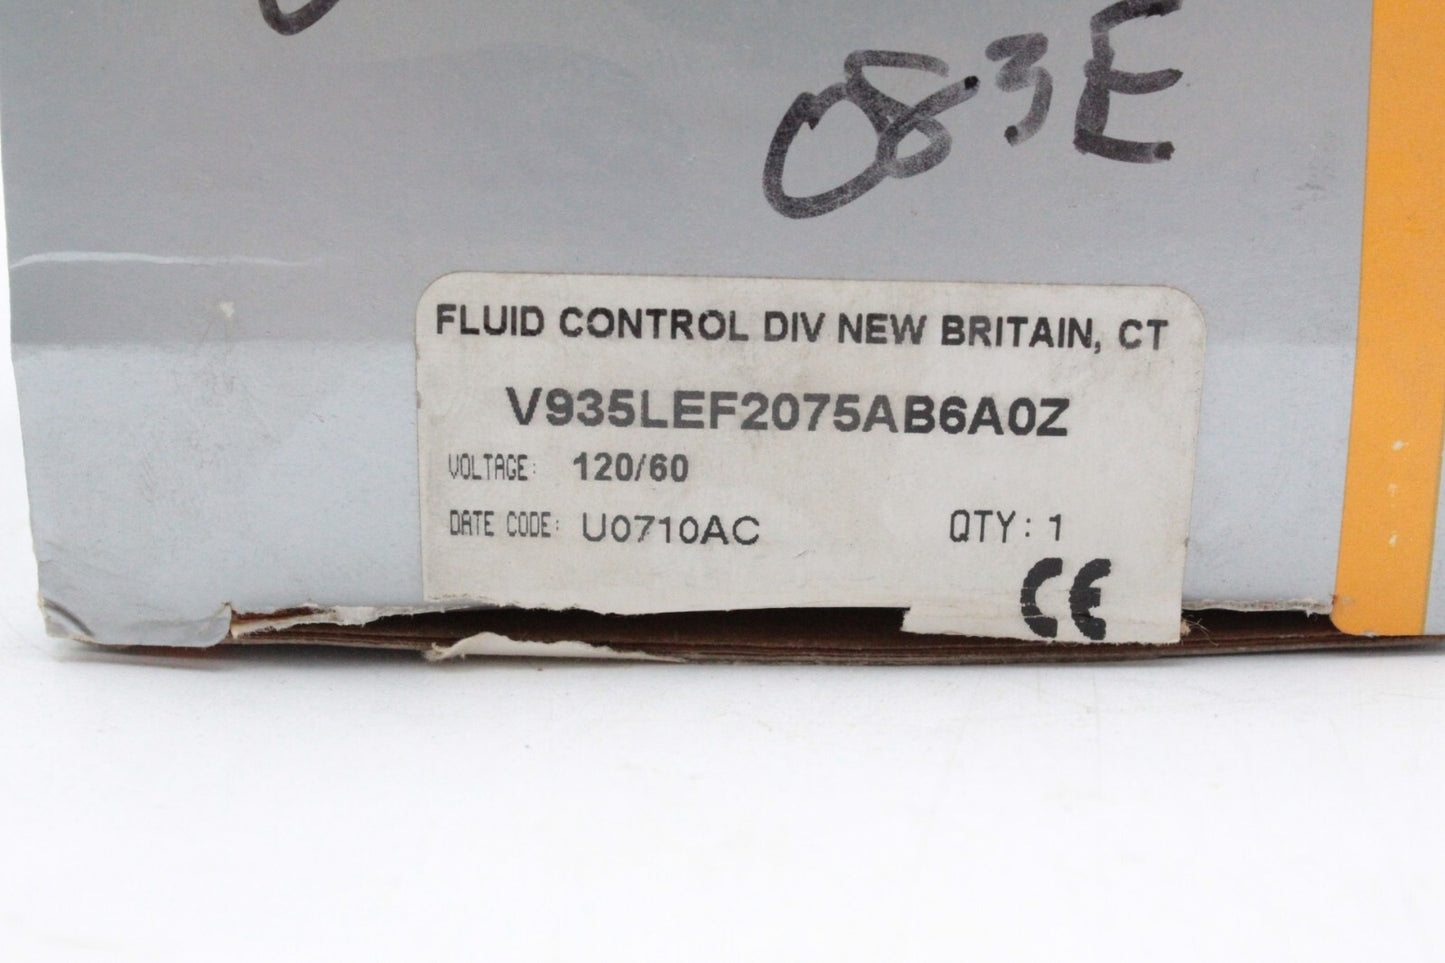 083E
FLUID CONTROL DIV NEW BRITAIN, CT
V935LEF2075AB6A0Z
VOLTAGE: 120/60
DATE CODE: U0710AC QTY: 1
CE